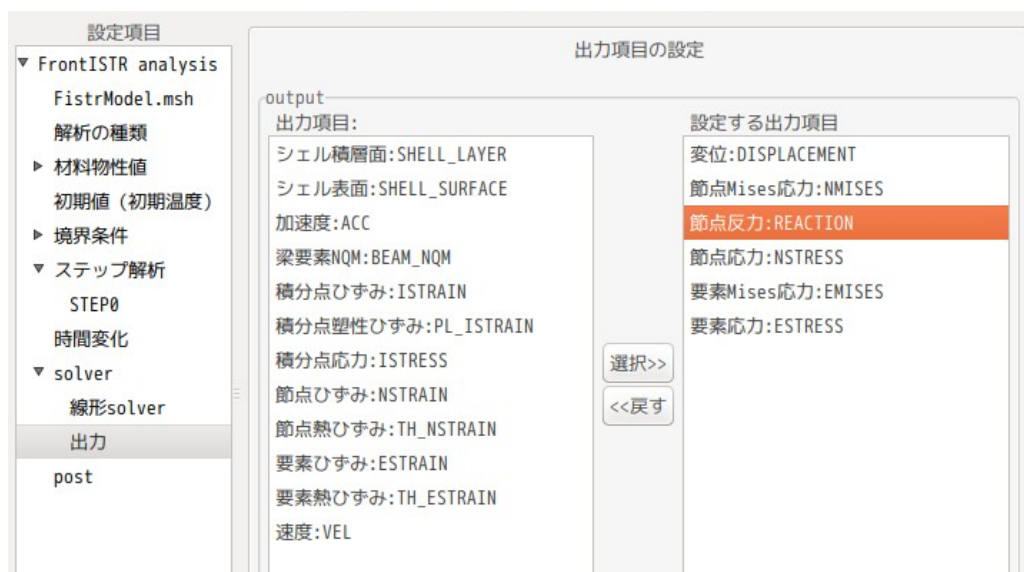 設定項目
▼ FrontISTR analysis
FistrModel.msh
解析の種類
▶ 材料物性値
初期値（初期温度）
▶ 境界条件
▼ ステップ解析
STEP0
時間変化
▼ solver
線形solver
出力
post
出力項目の設定
output
出力項目:
シェル積層面:SHELL_LAYER
シェル表面:SHELL_SURFACE
加速度:ACC
梁要素NQM:BEAM_NQM
積分点ひずみ:ISTRAIN
積分点塑性ひずみ:PL_ISTRAIN
積分点応力:ISTRESS
節点ひずみ:NSTRAIN
節点熱ひずみ:TH_NSTRAIN
要素ひずみ:ESTRAIN
要素熱ひずみ:TH_ESTRAIN
速度:VEL
選択>>
<<戻す
設定する出力項目
変位:DISPLACEMENT
節点Mises応力:NMISES
節点反力:REACTION
節点応力:NSTRESS
要素Mises応力:EMISES
要素応力:ESTRESS